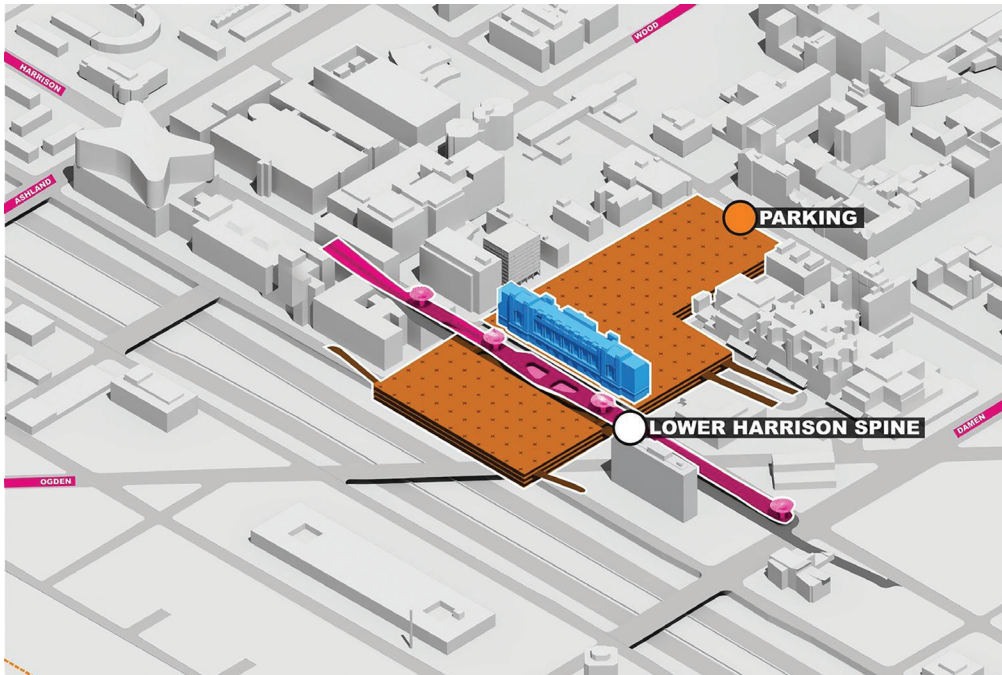 WOOD
HARRISON
ASHLAND
PARKING
LOWER HARRISON SPINE
DAMEN
OGDEN